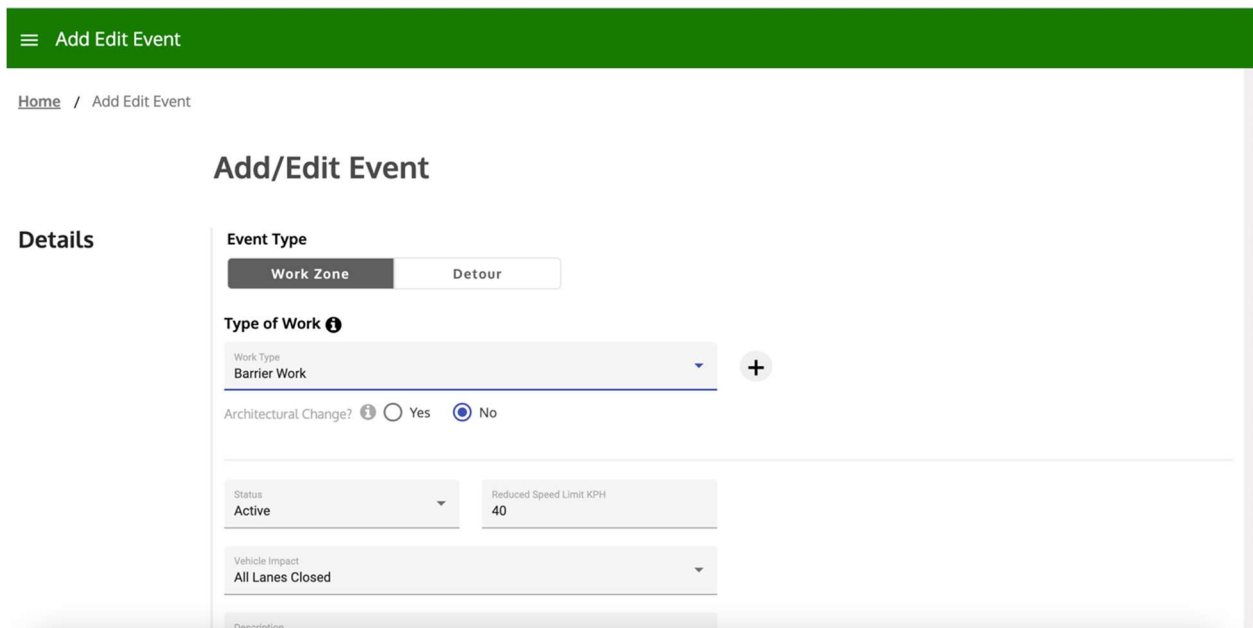 Add Edit Event
Home / Add Edit Event
Add/Edit Event
Details
Event Type
Work Zone Detour
Type of Work
Work Type
Barrier Work
Architectural Change? Yes No
Status Reduced Speed Limit KPH
Active 40
Vehicle Impact
All Lanes Closed
Description